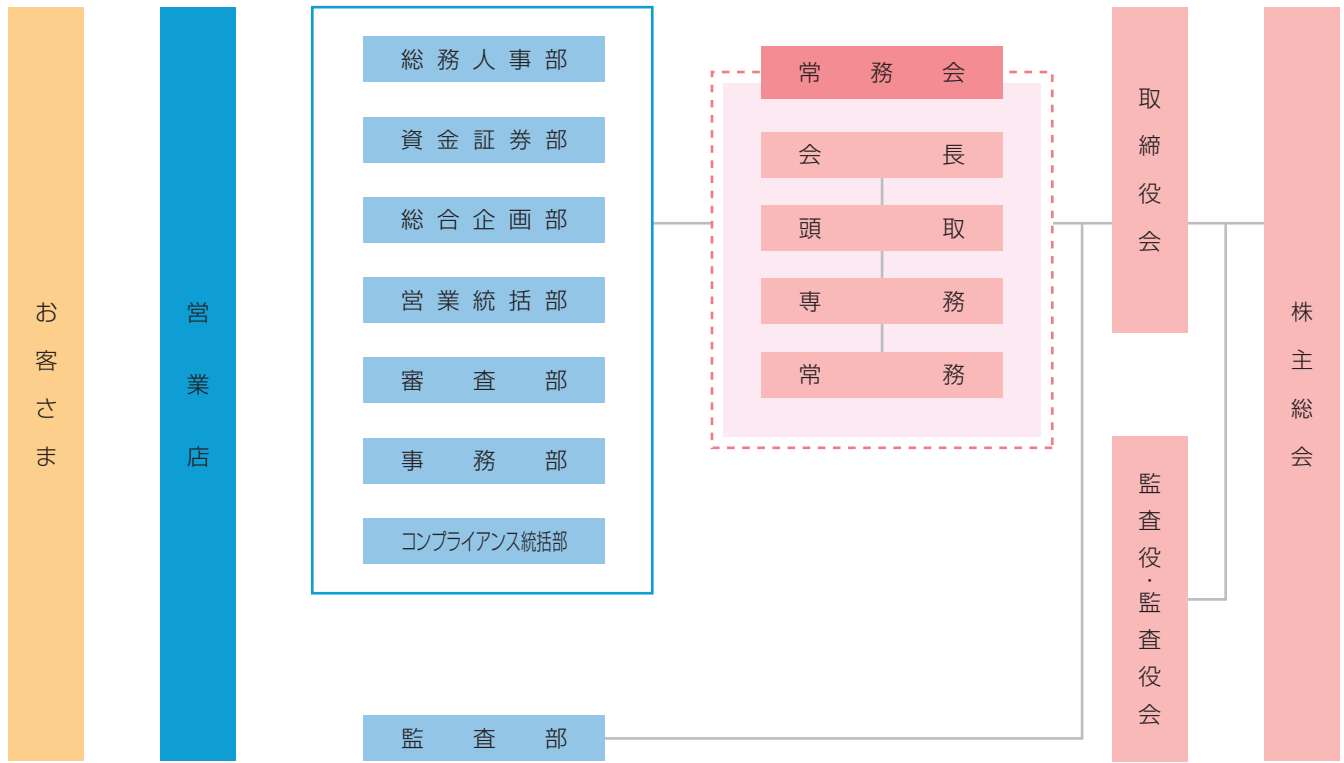 お客さま
営業店
総務人事部
資金証券部
総合企画部
営業統括部
審査部
事務部
コンプライアンス統括部
監査部
常務会
会長
頭取
専務
常務
取締役会
監査役・監査役会
株主総会